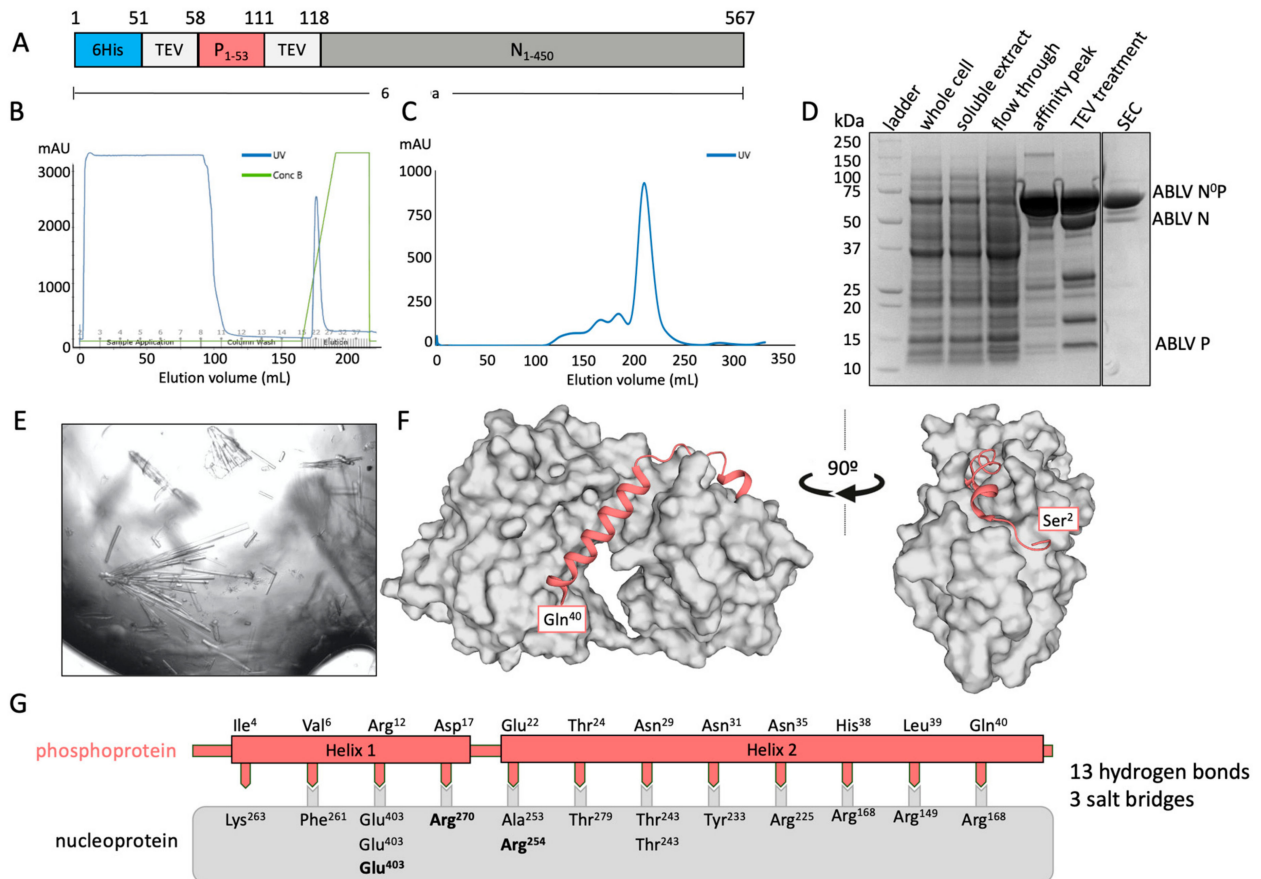 1 51 58 111 118 567
A 6His TEV P1-53 TEV N1-450
6 a
B
mAU
3000
2000
1000
0
UV
Conc B
Sample Application Column Wash Elution
0 50 100 150 200
Elution volume (mL)
C
mAU
1000
750
500
250
0
UV
0 50 100 150 200 250 300 350
Elution volume (mL)
D
kDa
ladder
whole cell
soluble extract
flow through
affinity peak
TEV treatment
SEC
250
150
100
75
50
37
25
20
15
10
ABLV N⁰P
ABLV N
ABLV P
E
F
Gln⁴⁰
90º
Ser²
G
Ile⁴ Val⁶ Arg¹² Asp¹⁷ Glu²² Thr²⁴ Asn²⁹ Asn³¹ Asn³⁵ His³⁸ Leu³⁹ Gln⁴⁰
phosphoprotein Helix 1 Helix 2
13 hydrogen bonds
3 salt bridges
nucleoprotein
Lys²⁶³ Phe²⁶¹ Glu⁴⁰³ Arg²⁷⁰ Ala²⁵³ Thr²⁷⁹ Thr²⁴³ Tyr²³³ Arg²²⁵ Arg¹⁶⁸ Arg¹⁴⁹ Arg¹⁶⁸
Glu⁴⁰³ Arg²⁵⁴ Thr²⁴³
Glu⁴⁰³